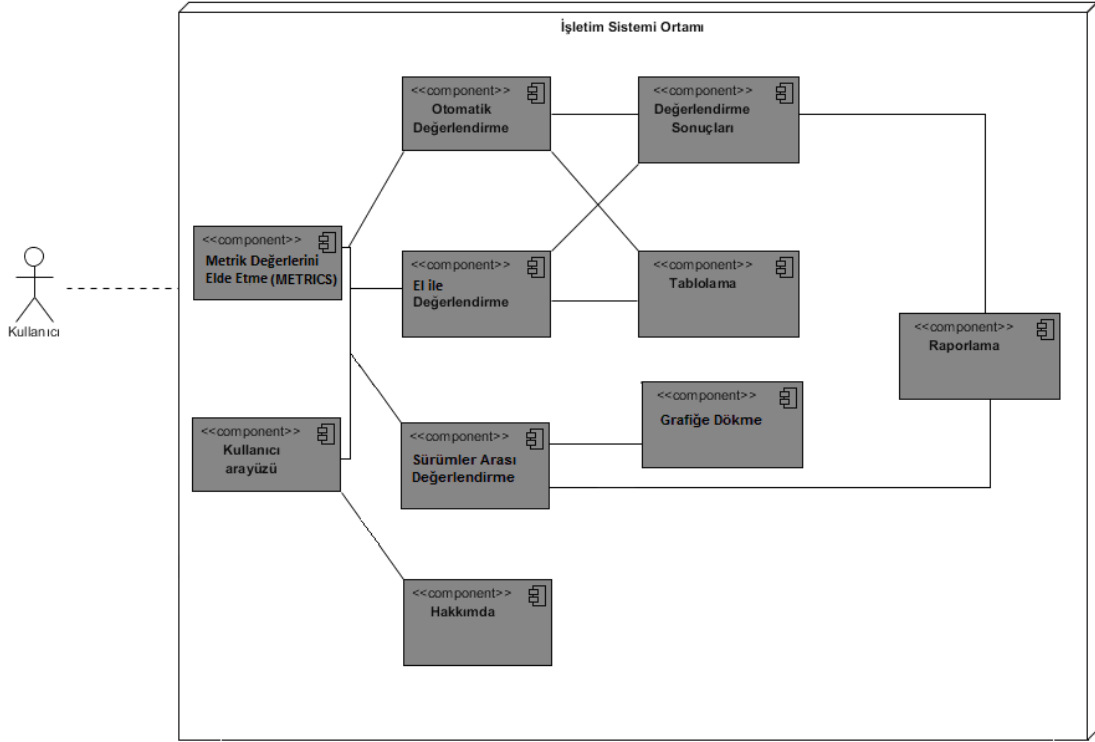 İşletim Sistemi Ortamı
<<component>>
Otomatik
Değerlendirme
<<component>>
Değerlendirme
Sonuçları
<<component>>
Metrik Değerlerini
Elde Etme (METRICS)
<<component>>
El ile
Değerlendirme
<<component>>
Tablolama
Kullanıcı
<<component>>
Raporlama
<<component>>
Kullanıcı
arayüzü
<<component>>
Sürümler Arası
Değerlendirme
<<component>>
Grafiğe Dökme
<<component>>
Hakkımda